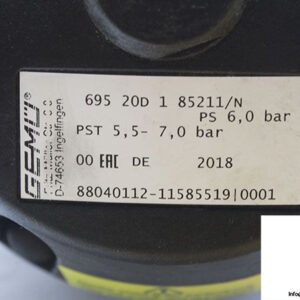 695 20D 1 85211/N
PS 6,0 bar
PST 5,5- 7,0 bar
00 EAC DE 2018
88040112-11585519|0001
GEMÜ
D-74653 Ingelfingen